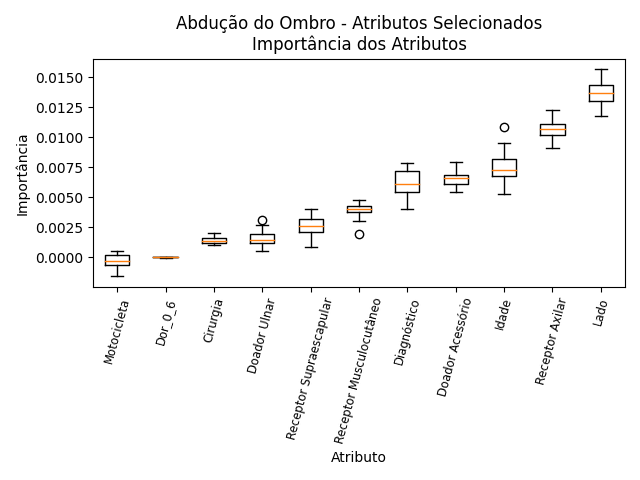 Abdução do Ombro - Atributos Selecionados
Importância dos Atributos
0.0150
0.0125
0.0100
0.0075
0.0050
0.0025
0.0000
Importância
Motocicleta
Dor_0_6
Cirurgia
Doador Ulnar
Receptor Supraescapular
Receptor Musculocutâneo
Diagnóstico
Doador Acessório
Idade
Receptor Axilar
Lado
Atributo